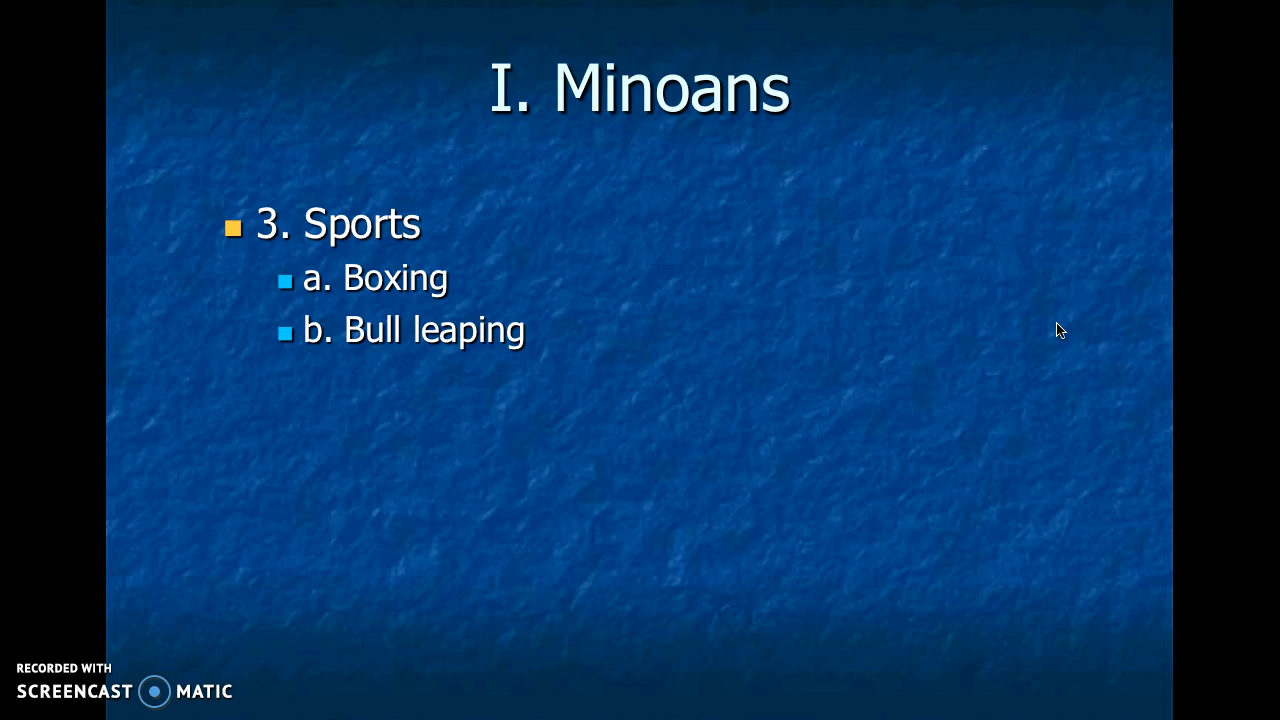 I. Minoans
3. Sports
a. Boxing
b. Bull leaping
RECORDED WITH
SCREENCAST MATIC